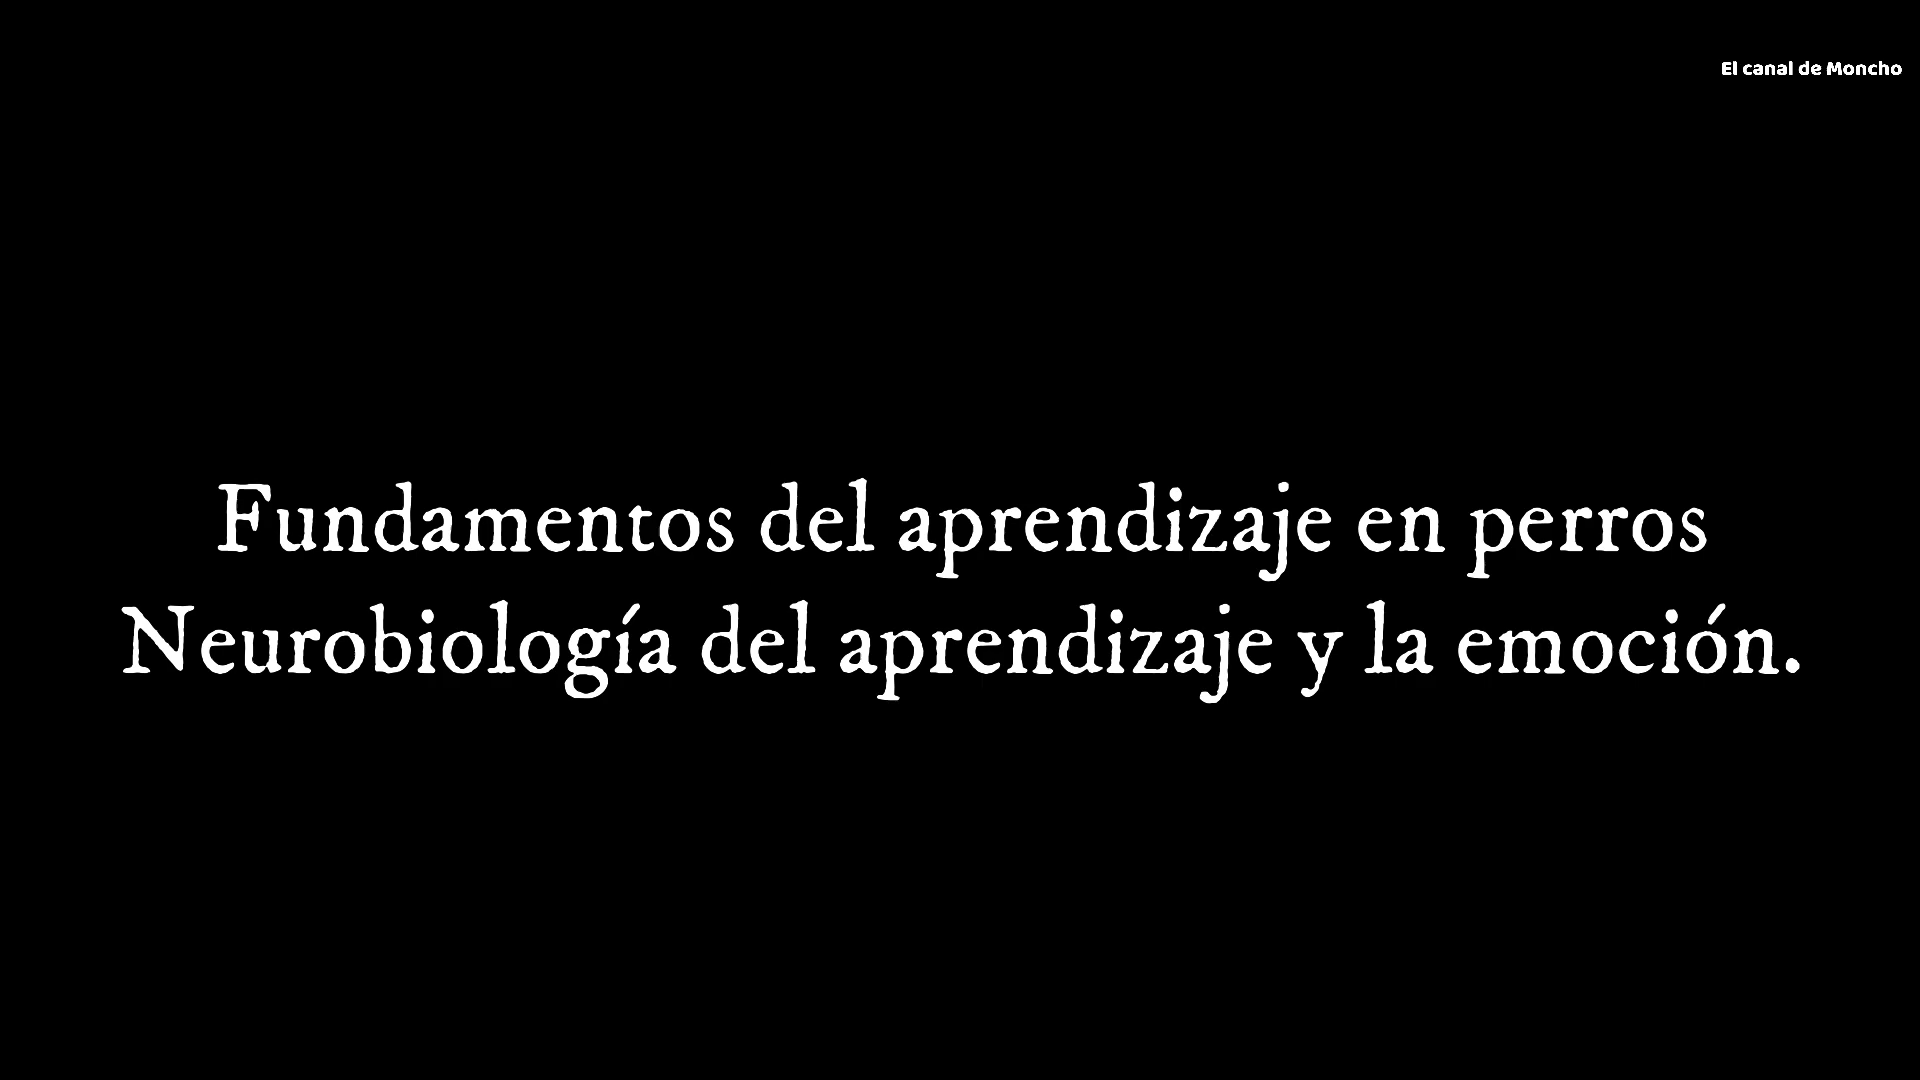 El canal de Moncho
Fundamentos del aprendizaje en perros
Neurobiología del aprendizaje y la emoción.